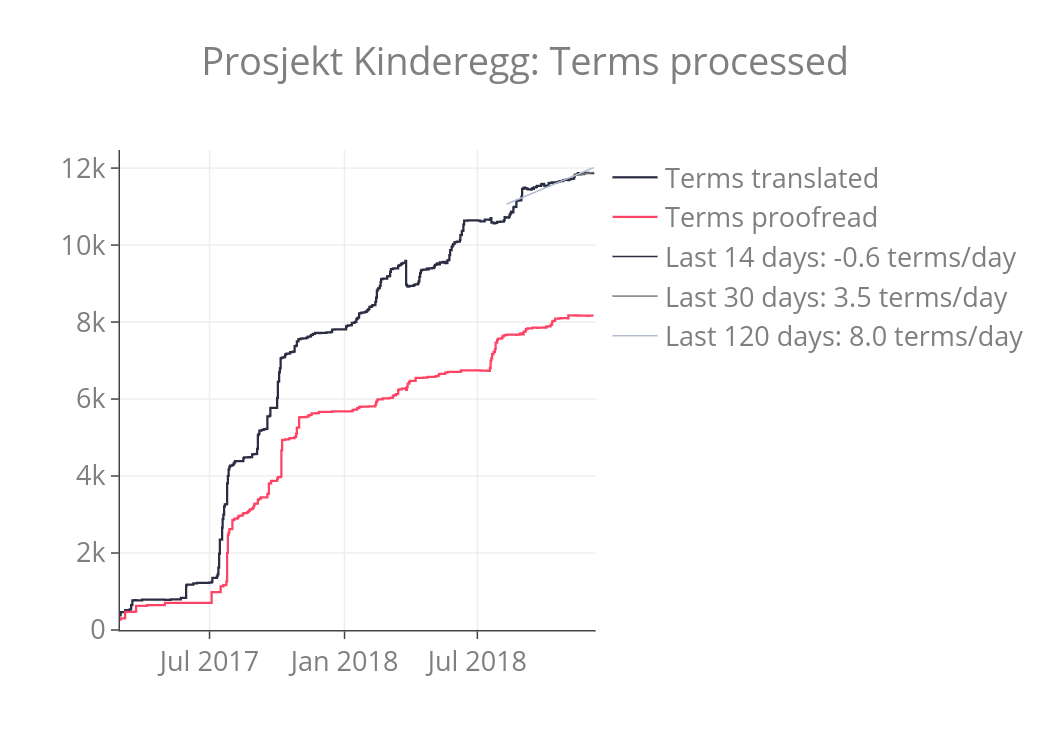 Prosjekt Kinderegg: Terms processed
12k
10k
8k
6k
4k
2k
0
Jul 2017
Jan 2018
Jul 2018
Terms translated
Terms proofread
Last 14 days: -0.6 terms/day
Last 30 days: 3.5 terms/day
Last 120 days: 8.0 terms/day